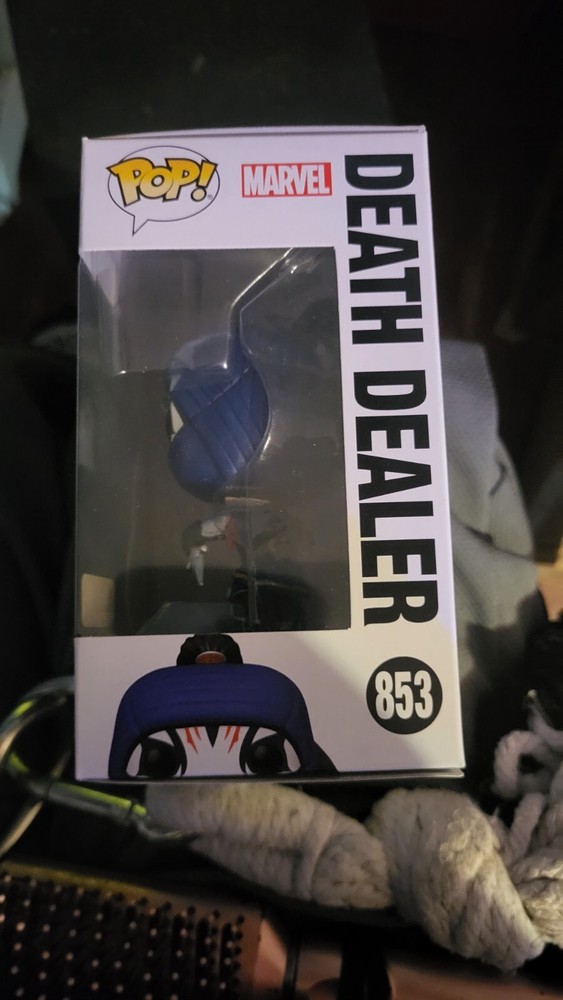 POP!
MARVEL
DEATH DEALER
853